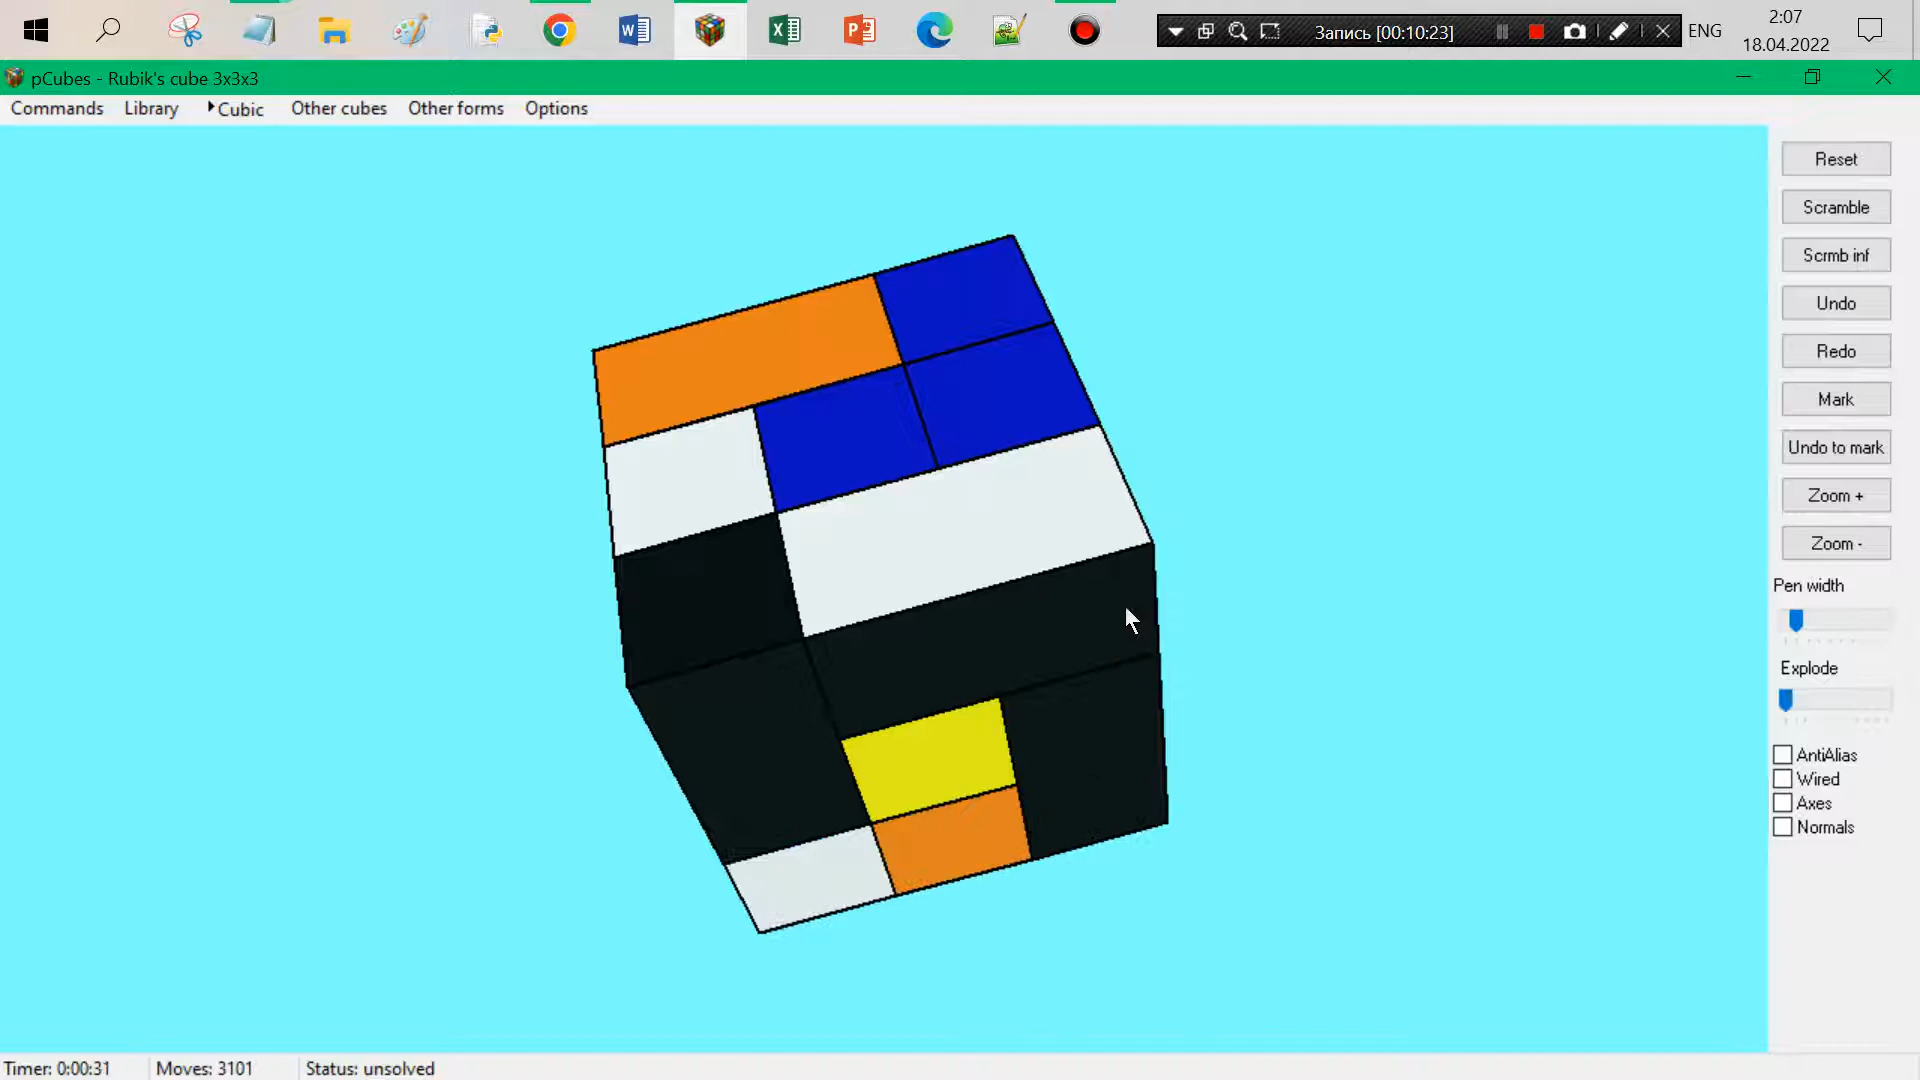 Запись [00:10:23]
ENG
2:07
18.04.2022
pCubes - Rubik's cube 3x3x3
Commands Library Cubic Other cubes Other forms Options
Reset
Scramble
Scrmb inf
Undo
Redo
Mark
Undo to mark
Zoom +
Zoom -
Pen width
Explode
AntiAlias
Wired
Axes
Normals
Timer: 0:00:31 Moves: 3101 Status: unsolved